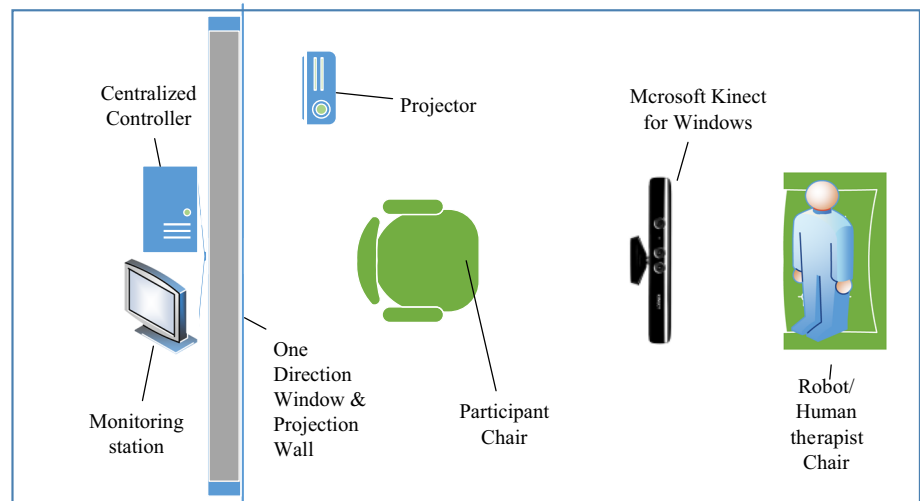 Centralized
Controller
Projector
Mcrosoft Kinect
for Windows
Monitoring
station
One
Direction
Window &
Projection
Wall
Participant
Chair
Robot/
Human
therapist
Chair